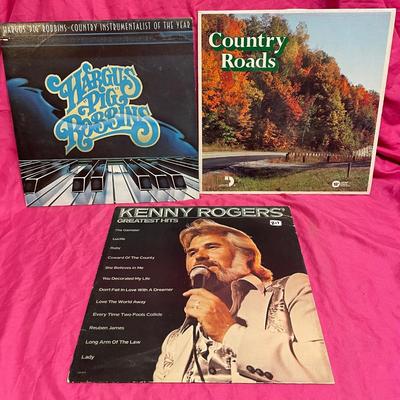 HARGUS "PIG" ROBBINS-COUNTRY INSTRUMENTALIST OF THE YEAR
HARGUS
PIG
ROBBINS
Country
Roads
KENNY ROGERS'
GREATEST HITS
The Gambler
Lucille
Ruby
Coward Of The County
She Believes In Me
You Decorated My Life
Don't Fall In Love With A Dreamer
Love The World Away
Every Time Two Fools Collide
Reuben James
Long Arm Of The Law
Lady